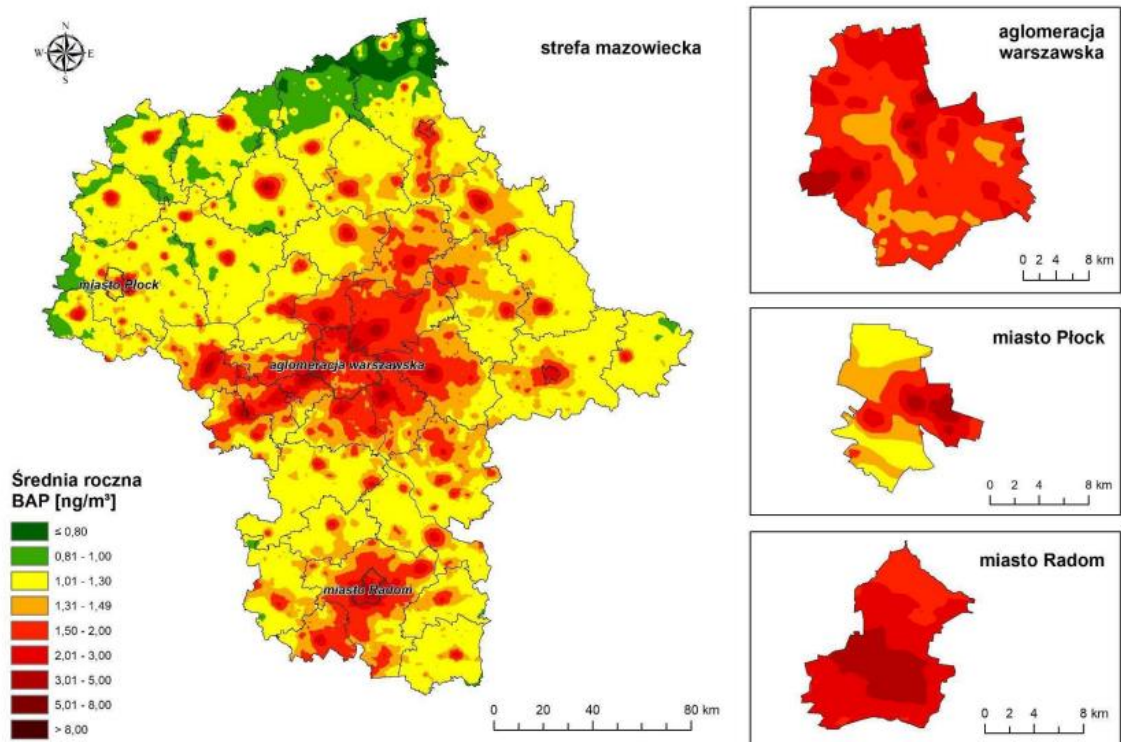 N
W
E
S
strefa mazowiecka
miasto Płock
aglomeracja warszawska
miasto Radom
Średnia roczna
BAP [ng/m³]
≤ 0,80
0,81 - 1,00
1,01 - 1,30
1,31 - 1,49
1,50 - 2,00
2,01 - 3,00
3,01 - 5,00
5,01 - 8,00
> 8,00
0 20 40 80 km
aglomeracja
warszawska
0 2 4 8 km
miasto Płock
0 2 4 8 km
miasto Radom
0 2 4 8 km